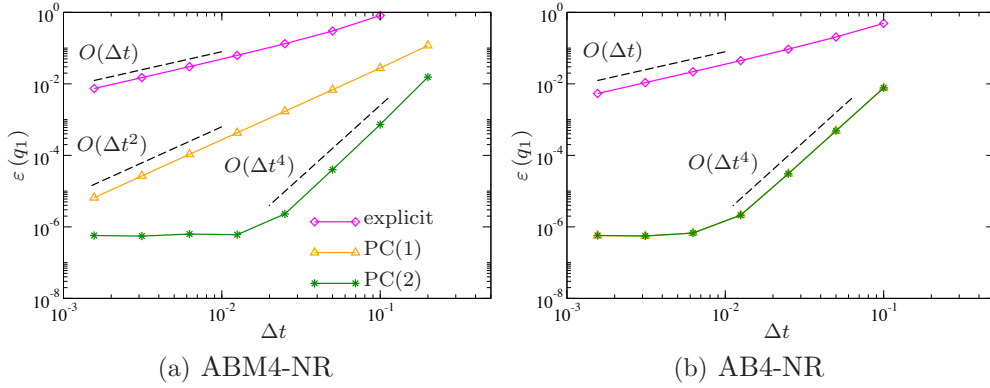 10^0
10^-2
10^-4
10^-6
10^-8
ε (q_1)
O(Δt)
O(Δt^2)
O(Δt^4)
explicit
PC(1)
PC(2)
10^-3
10^-2
10^-1
Δt
(a) ABM4-NR
10^0
10^-2
10^-4
10^-6
10^-8
ε (q_1)
O(Δt)
O(Δt^4)
10^-3
10^-2
10^-1
Δt
(b) AB4-NR